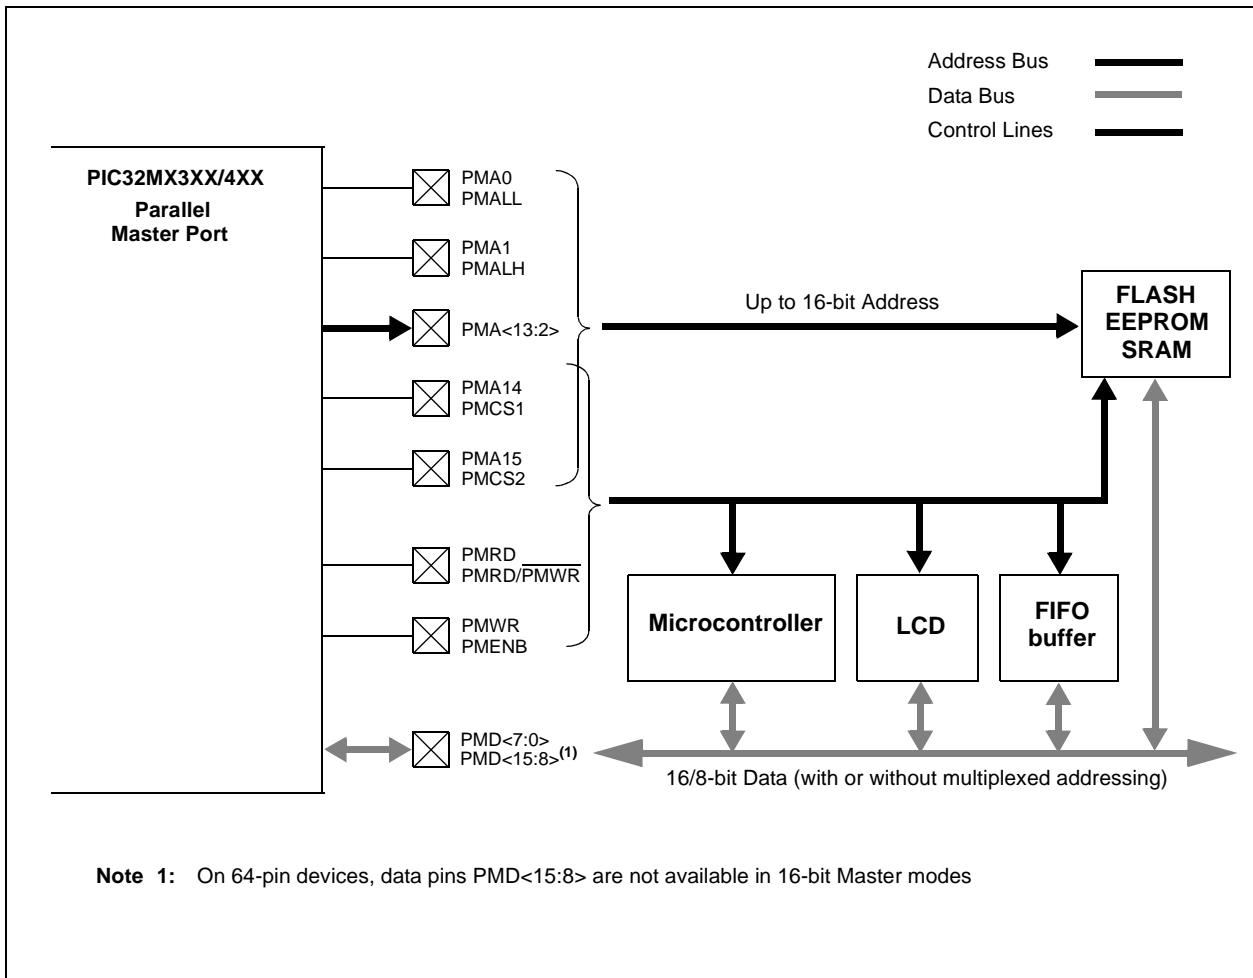 Address Bus
Data Bus
Control Lines
PIC32MX3XX/4XX
Parallel
Master Port
PMA0
PMALL
PMA1
PMALH
PMA<13:2>
PMA14
PMCS1
PMA15
PMCS2
PMRD
PMRD/PMWR
PMWR
PMENB
PMD<7:0>
PMD<15:8>(1)
Up to 16-bit Address
FLASH
EEPROM
SRAM
Microcontroller
LCD
FIFO
buffer
16/8-bit Data (with or without multiplexed addressing)
Note 1: On 64-pin devices, data pins PMD<15:8> are not available in 16-bit Master modes